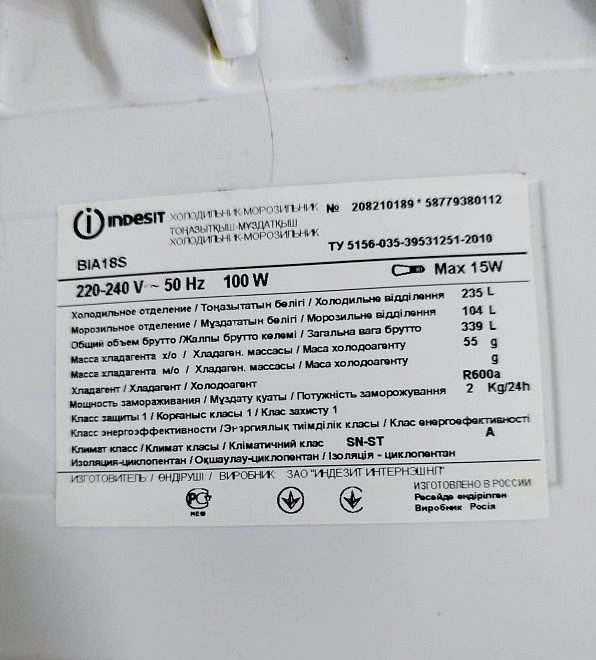 INDESIT ХОЛОДИЛЬНИК-МОРОЗИЛЬНИК № 208210189 * 58779380112
ТОҢАЗЫТҚЫШ-МҰЗДАТҚЫШ
ХОЛОДИЛЬНИК-МОРОЗИЛЬНИК ТУ 5156-035-39531251-2010
BIA18S
220-240 V ~ 50 Hz 100 W Max 15W
Холодильное отделение / Тоңазытатын белігі / Холодильне відділення 235 L
Морозильное отделение / Мұздататын белігі / Морозильне відділення 104 L
Общий объем брутто /Жалпы брутто көлемі / Загальна вага брутто 339 L
Масса хладагента х/о / Хладаген. массасы / Маса холодоагенту 55 g
Масса хладагента м/о / Хладаген. массасы / Маса холодоагенту g
Хладагент / Хладагент / Холодоагент R600a
Мощность замораживания / Мұздату қуаты / Потужність заморожування 2 Kg/24h
Класс защиты 1 / Корғаныс класы 1 / Клас захисту 1
Класс энергоэффективности /Энэргиялық тиімділік класы / Клас енергоефективності A
Климат класс / Климат класы / Кліматичний клас SN-ST
Изоляция-циклопентан / Оқшаулау-циклопентан / Ізоляція - циклопентан
ИЗГОТОВИТЕЛЬ / ӨНДІРУШІ / ВИРОБНИК ЗАО "ИНДЕЗИТ ИНТЕРНЭШНЛ"
ИЗГОТОВЛЕНО В РОССИИ
Ресейде өндірілген
Виробник Росія